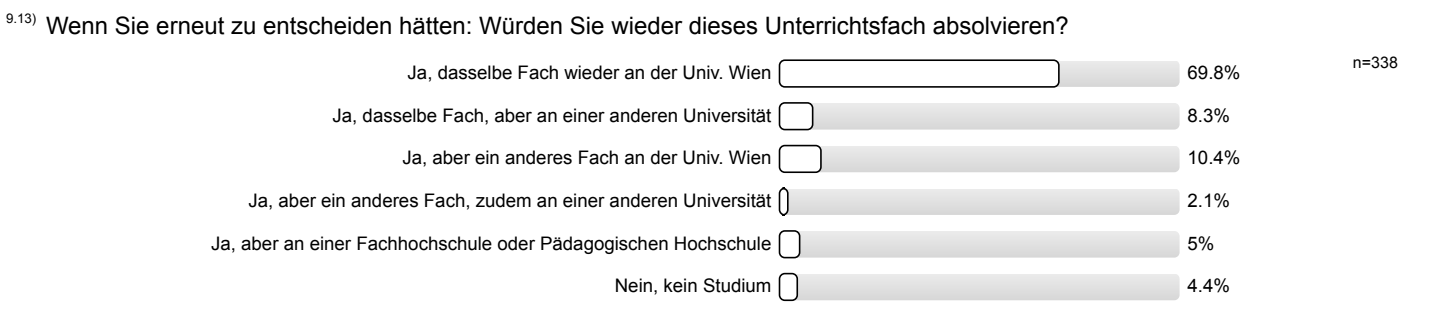 9.13) Wenn Sie erneut zu entscheiden hätten: Würden Sie wieder dieses Unterrichtsfach absolvieren?
Ja, dasselbe Fach wieder an der Univ. Wien 69.8% n=338
Ja, dasselbe Fach, aber an einer anderen Universität 8.3%
Ja, aber ein anderes Fach an der Univ. Wien 10.4%
Ja, aber ein anderes Fach, zudem an einer anderen Universität 2.1%
Ja, aber an einer Fachhochschule oder Pädagogischen Hochschule 5%
Nein, kein Studium 4.4%